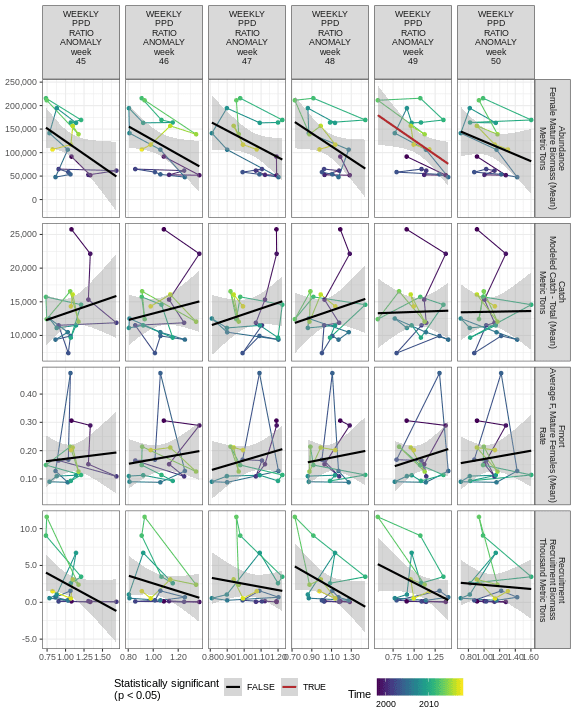 WEEKLY
PPD
RATIO
ANOMALY
week
45
WEEKLY
PPD
RATIO
ANOMALY
week
46
WEEKLY
PPD
RATIO
ANOMALY
week
47
WEEKLY
PPD
RATIO
ANOMALY
week
48
WEEKLY
PPD
RATIO
ANOMALY
week
49
WEEKLY
PPD
RATIO
ANOMALY
week
50
250,000
200,000
150,000
100,000
50,000
0
Abundance
Female Mature Biomass (Mean)
Metric Tons
25,000
20,000
15,000
10,000
Catch
Modelled Catch - Total (Mean)
Metric Tons
0.40
0.30
0.20
0.10
Fmort
Average F, Mature Females (Mean)
Rate
10.0
5.0
0.0
-5.0
Recruitment
Recruitment Biomass
Thousand Metric Tons
0.75 1.00 1.25 1.50
0.80 1.00 1.20
0.80 0.90 1.00 1.10 1.20
0.70 0.90 1.10 1.30
0.75 1.00 1.25
0.80 1.00 1.20 1.40 1.60
Statistically significant
(p < 0.05)
FALSE
TRUE
Time
2000
2010